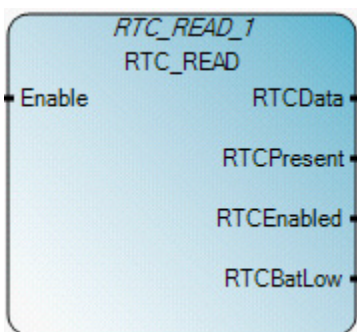 RTC_READ_1
RTC_READ
Enable RTCData
RTCPresent
RTCEnabled
RTCBatLow